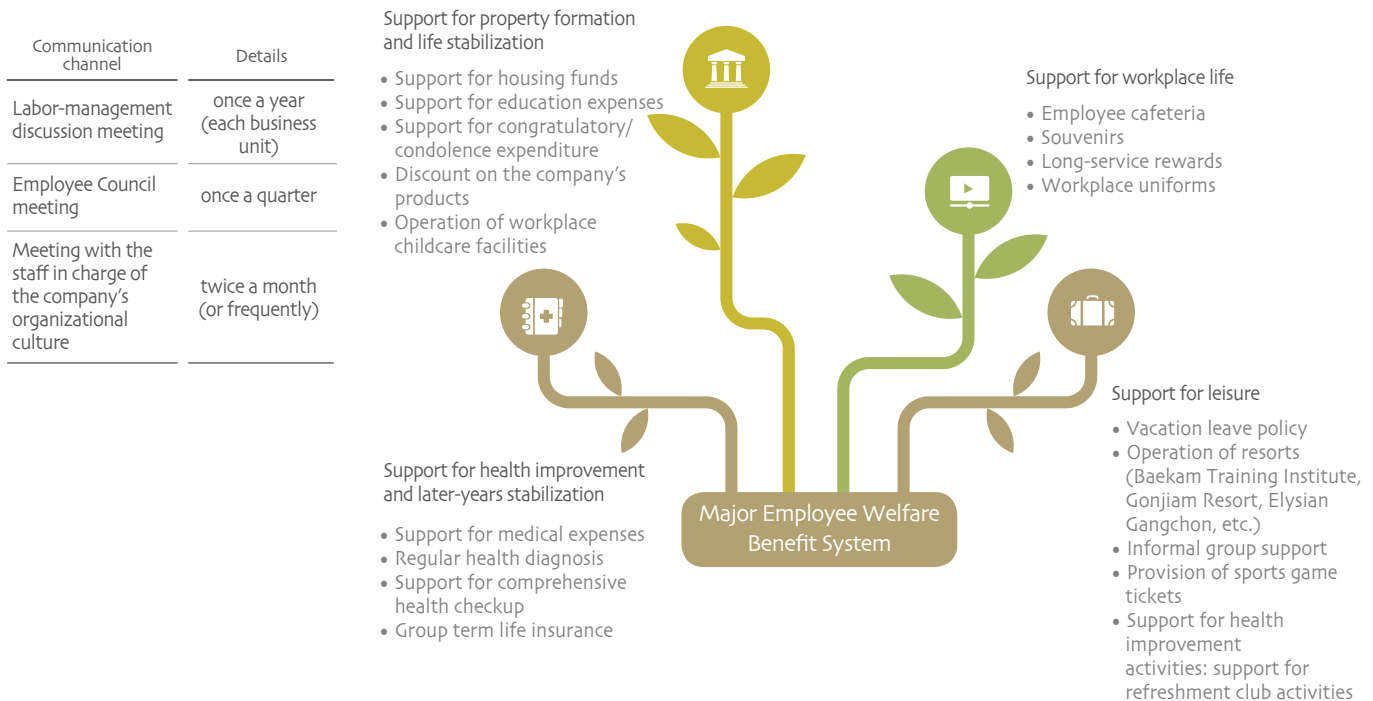 Communication
channel
Details
Labor-management
discussion meeting
once a year
(each business
unit)
Employee Council
meeting
once a quarter
Meeting with the
staff in charge of
the company's
organizational
culture
twice a month
(or frequently)
Support for property formation
and life stabilization
• Support for housing funds
• Support for education expenses
• Support for congratulatory/
condolence expenditure
• Discount on the company's
products
• Operation of workplace
childcare facilities
Support for workplace life
• Employee cafeteria
• Souvenirs
• Long-service rewards
• Workplace uniforms
Support for health improvement
and later-years stabilization
• Support for medical expenses
• Regular health diagnosis
• Support for comprehensive
health checkup
• Group term life insurance
Major Employee Welfare
Benefit System
Support for leisure
• Vacation leave policy
• Operation of resorts
(Baekam Training Institute,
Gonjiam Resort, Elysian
Gangchon, etc.)
• Informal group support
• Provision of sports game
tickets
• Support for health
improvement
activities: support for
refreshment club activities